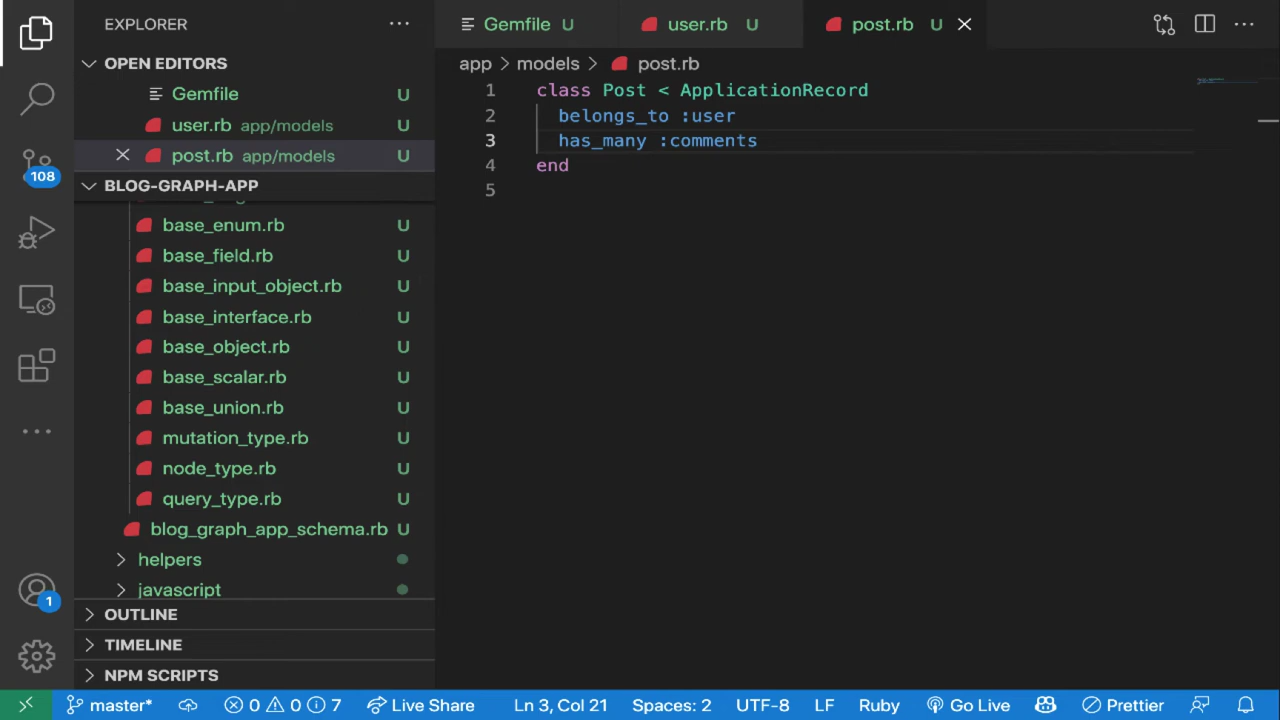 EXPLORER
OPEN EDITORS
Gemfile U
user.rb app/models U
post.rb app/models U
BLOG-GRAPH-APP
base_enum.rb U
base_field.rb U
base_input_object.rb U
base_interface.rb U
base_object.rb U
base_scalar.rb U
base_union.rb U
mutation_type.rb U
node_type.rb U
query_type.rb U
blog_graph_app_schema.rb U
helpers
javascript
OUTLINE
TIMELINE
NPM SCRIPTS
108
1
Gemfile U user.rb U post.rb U
app > models > post.rb
1 class Post < ApplicationRecord
2 belongs_to :user
3 has_many :comments
4 end
5
master* 0 0 7 Live Share Ln 3, Col 21 Spaces: 2 UTF-8 LF Ruby Go Live Prettier